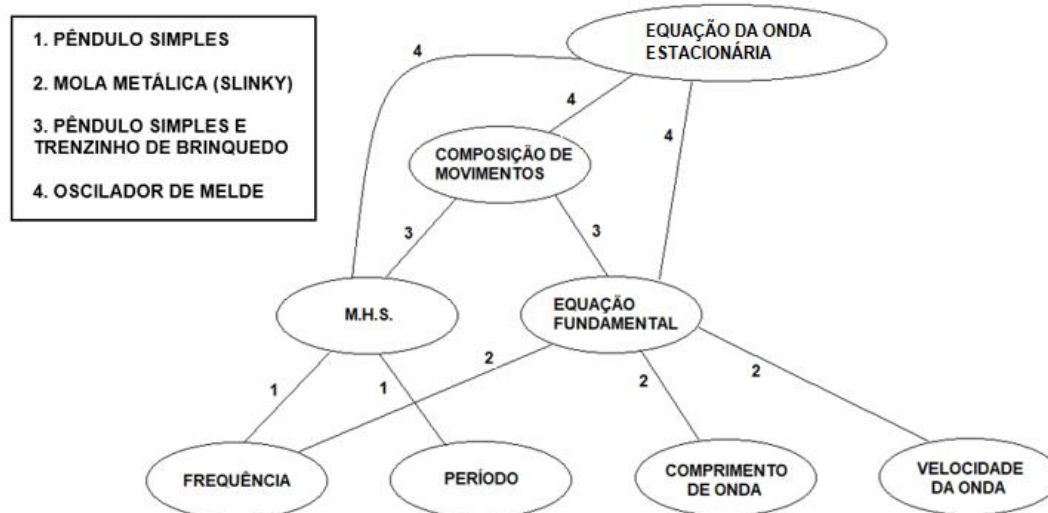 1. PÊNDULO SIMPLES
2. MOLA METÁLICA (SLINKY)
3. PÊNDULO SIMPLES E
TRENZINHO DE BRINQUEDO
4. OSCILADOR DE MELDE
EQUAÇÃO DA ONDA
ESTACIONÁRIA
4
4
4
COMPOSIÇÃO DE
MOVIMENTOS
3
3
M.H.S.
EQUAÇÃO
FUNDAMENTAL
1
1
2
2
2
FREQUÊNCIA
PERÍODO
COMPRIMENTO
DE ONDA
VELOCIDADE
DA ONDA